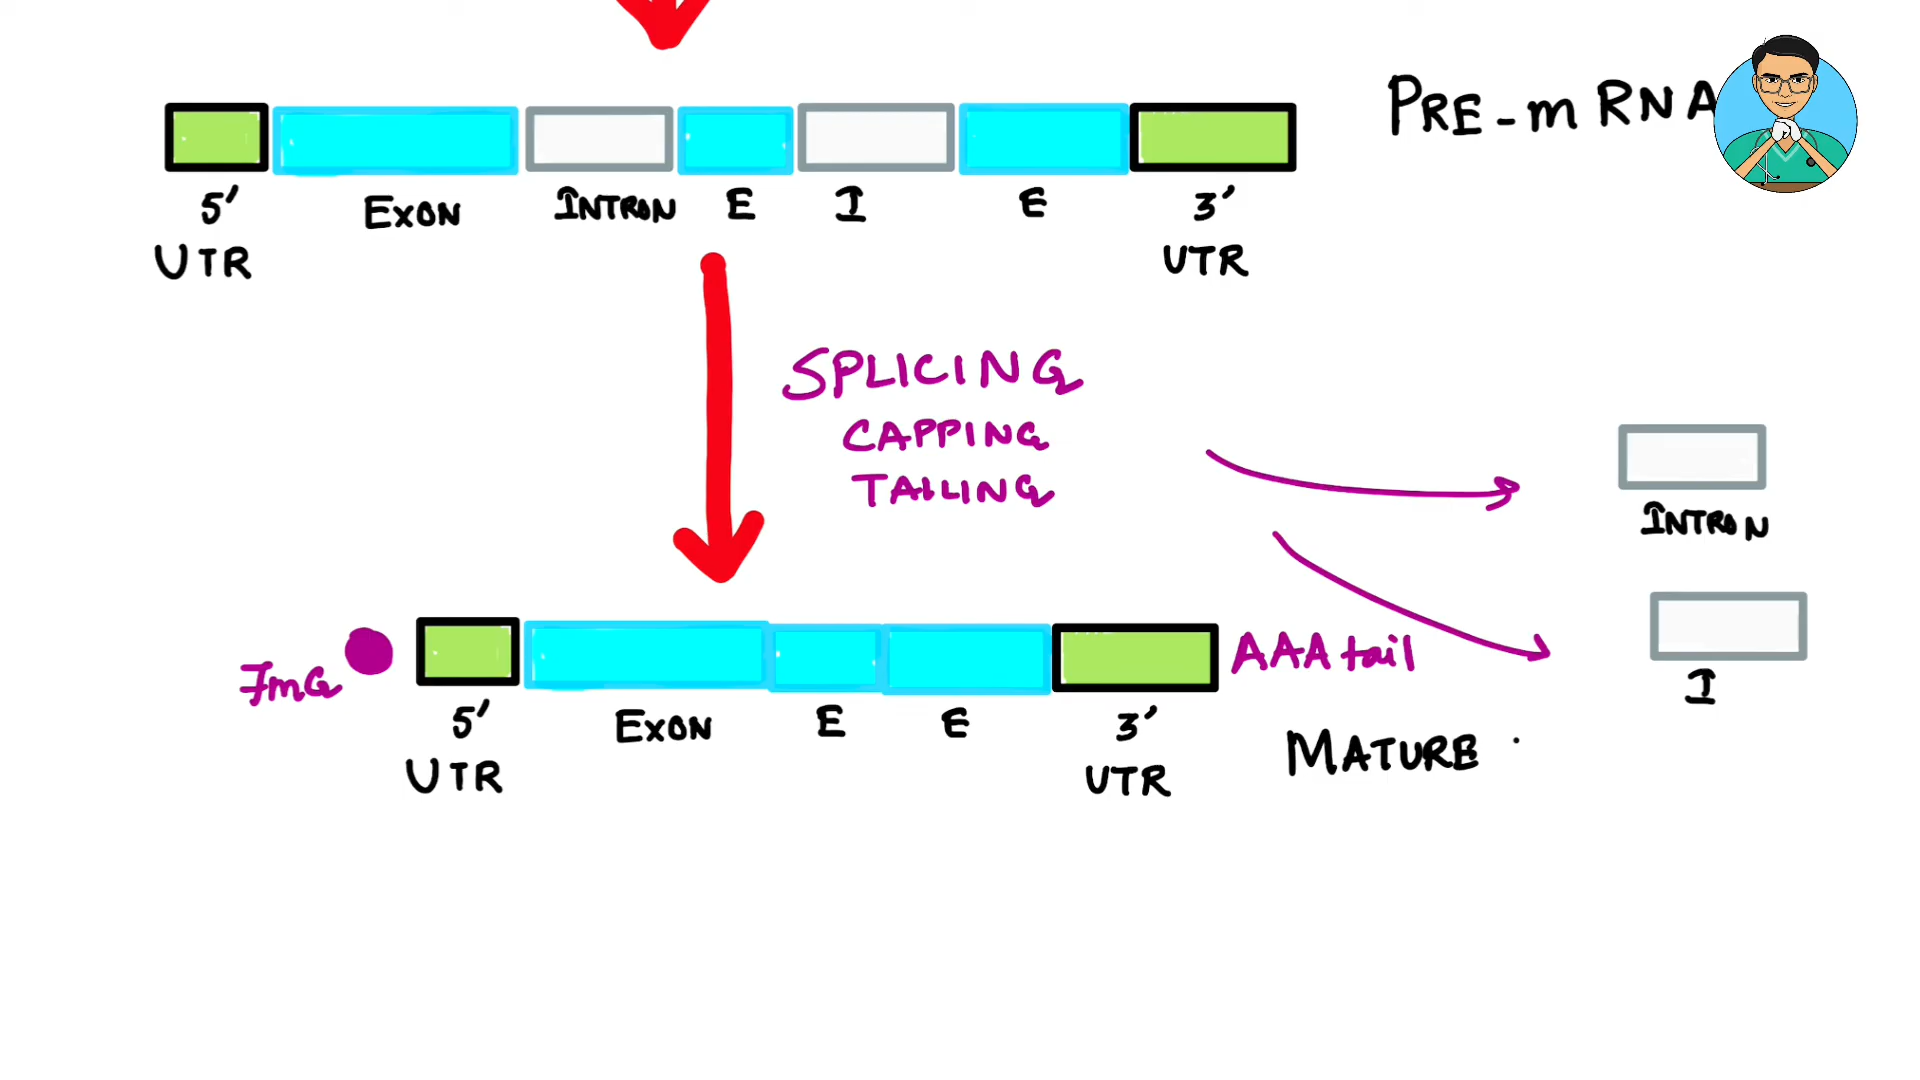 PRE-mRNA
5' EXON INTRON E I E 3'
UTR UTR
SPLICING
CAPPING
TAILING
INTRON
7mG AAA tail
I
5' EXON E E 3'
UTR UTR
MATURE